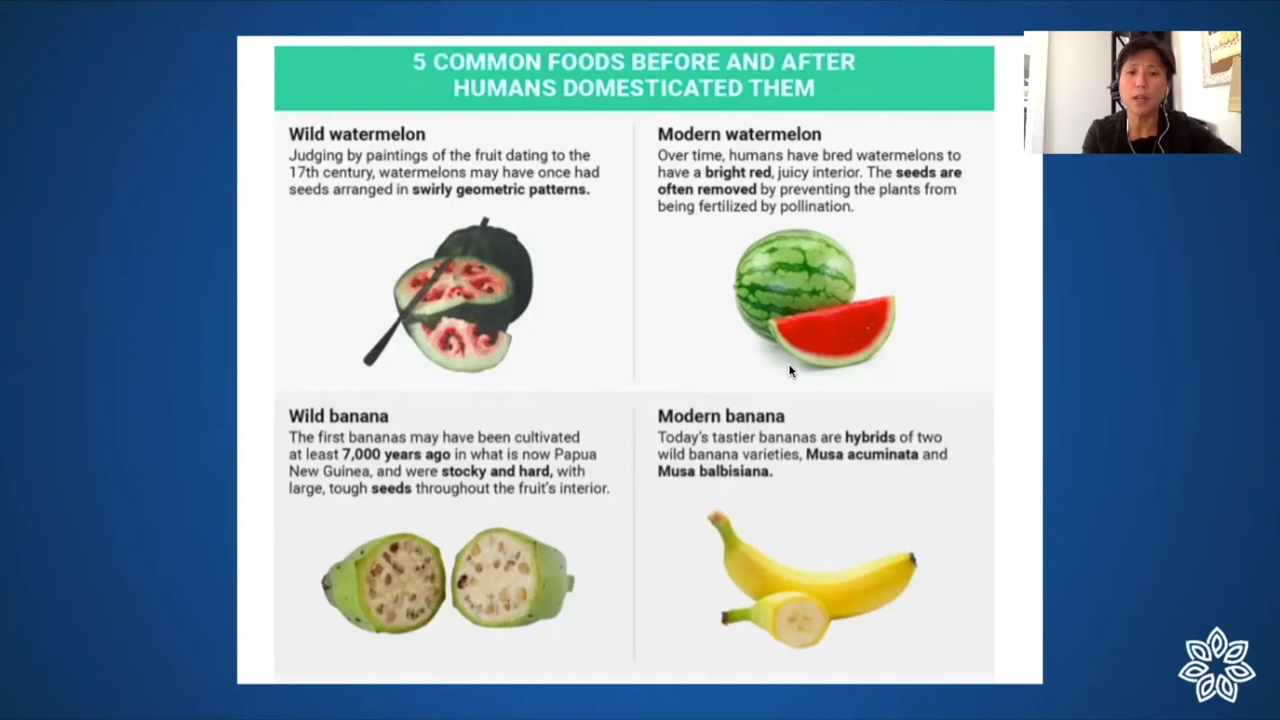 5 COMMON FOODS BEFORE AND AFTER
HUMANS DOMESTICATED THEM
Wild watermelon
Judging by paintings of the fruit dating to the
17th century, watermelons may have once had
seeds arranged in swirly geometric patterns.
Modern watermelon
Over time, humans have bred watermelons to
have a bright red, juicy interior. The seeds are
often removed by preventing the plants from
being fertilized by pollination.
Wild banana
The first bananas may have been cultivated
at least 7,000 years ago in what is now Papua
New Guinea, and were stocky and hard, with
large, tough seeds throughout the fruit's interior.
Modern banana
Today's tastier bananas are hybrids of two
wild banana varieties, Musa acuminata and
Musa balbisiana.